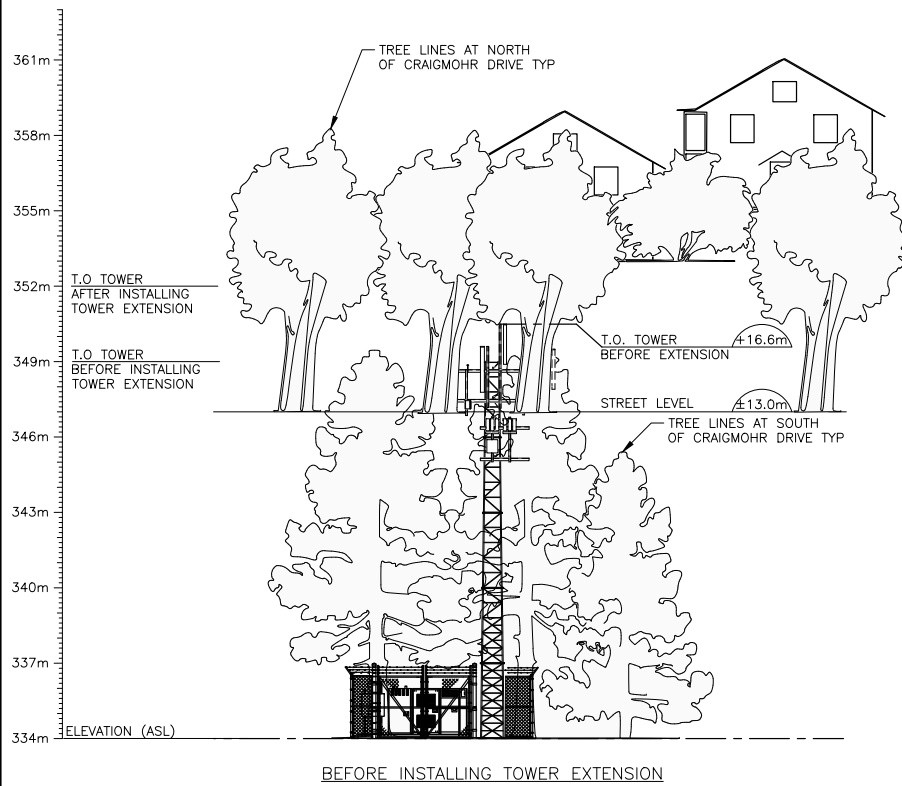 361m
TREE LINES AT NORTH
OF CRAIGMOHR DRIVE TYP
358m
355m
352m
T.O TOWER
AFTER INSTALLING
TOWER EXTENSION
349m
T.O TOWER
BEFORE INSTALLING
TOWER EXTENSION
T.O. TOWER
BEFORE EXTENSION
+16.6m
STREET LEVEL
±13.0m
346m
TREE LINES AT SOUTH
OF CRAIGMOHR DRIVE TYP
343m
340m
337m
334m
ELEVATION (ASL)
BEFORE INSTALLING TOWER EXTENSION